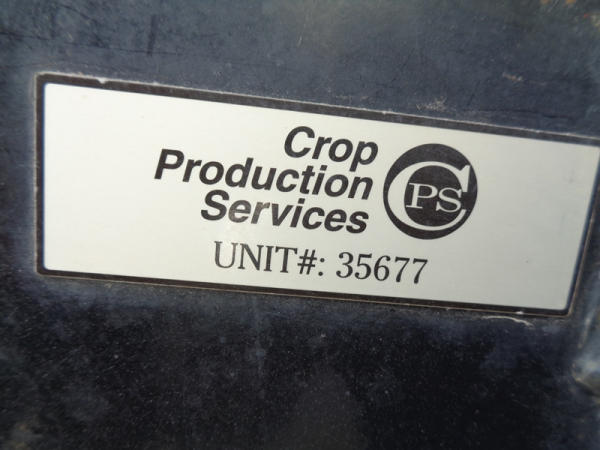 Crop
Production
Services
CPS
UNIT#: 35677